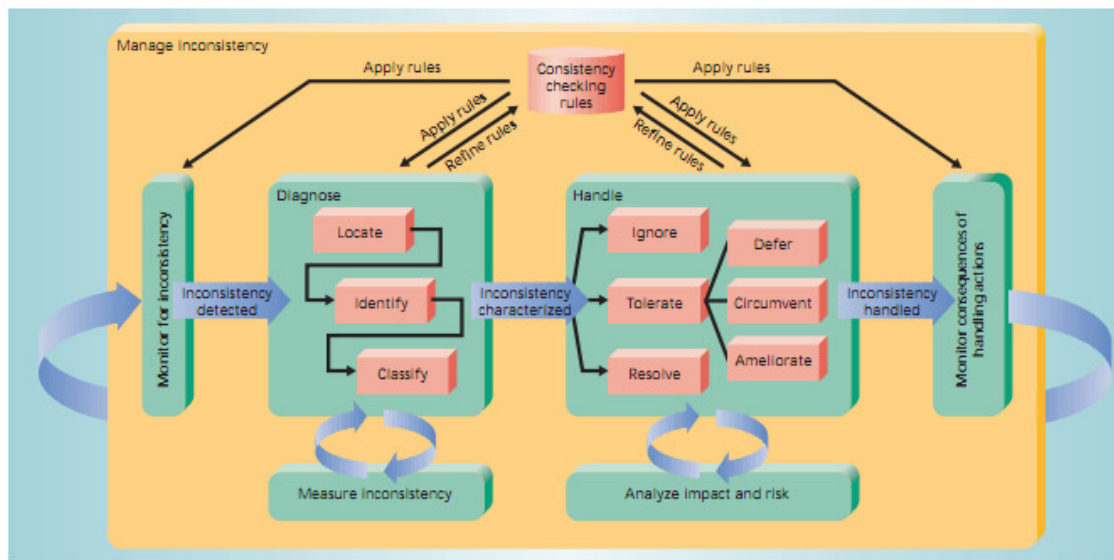 Manage inconsistency
Apply rules
Consistency
checking
rules
Apply rules
Apply rules
Refine rules
Apply rules
Refine rules
Monitor for inconsistency
Diagnose
Locate
Identify
Classify
Inconsistency
detected
Inconsistency
characterized
Handle
Ignore
Tolerate
Resolve
Defer
Circumvent
Ameliorate
Inconsistency
handled
Monitor consequences of
handling actions
Measure inconsistency
Analyze impact and risk